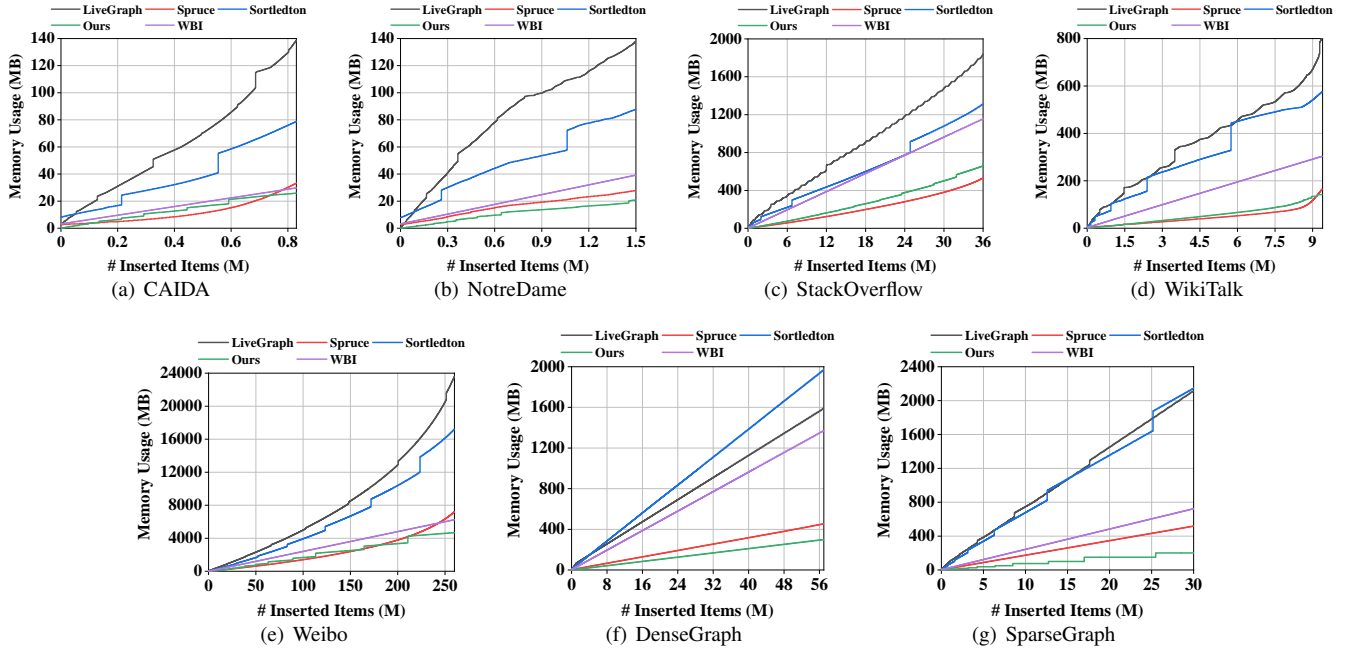 LiveGraph Spruce Sortledton
Ours WBI
140
120
100
80
60
40
20
0
Memory Usage (MB)
0 0.2 0.4 0.6 0.8
# Inserted Items (M)
(a) CAIDA
LiveGraph Spruce Sortledton
Ours WBI
140
120
100
80
60
40
20
0
Memory Usage (MB)
0 0.3 0.6 0.9 1.2 1.5
# Inserted Items (M)
(b) NotreDame
LiveGraph Spruce Sortledton
Ours WBI
2000
1600
1200
800
400
0
Memory Usage (MB)
0 6 12 18 24 30 36
# Inserted Items (M)
(c) StackOverflow
LiveGraph Spruce Sortledton
Ours WBI
800
600
400
200
0
Memory Usage (MB)
0 1.5 3 4.5 6 7.5 9
# Inserted Items (M)
(d) WikiTalk
LiveGraph Spruce Sortledton
Ours WBI
24000
20000
16000
12000
8000
4000
0
Memory Usage (MB)
0 50 100 150 200 250
# Inserted Items (M)
(e) Weibo
LiveGraph Spruce Sortledton
Ours WBI
2000
1600
1200
800
400
0
Memory Usage (MB)
0 8 16 24 32 40 48 56
# Inserted Items (M)
(f) DenseGraph
LiveGraph Spruce Sortledton
Ours WBI
2400
2000
1600
1200
800
400
0
Memory Usage (MB)
0 5 10 15 20 25 30
# Inserted Items (M)
(g) SparseGraph